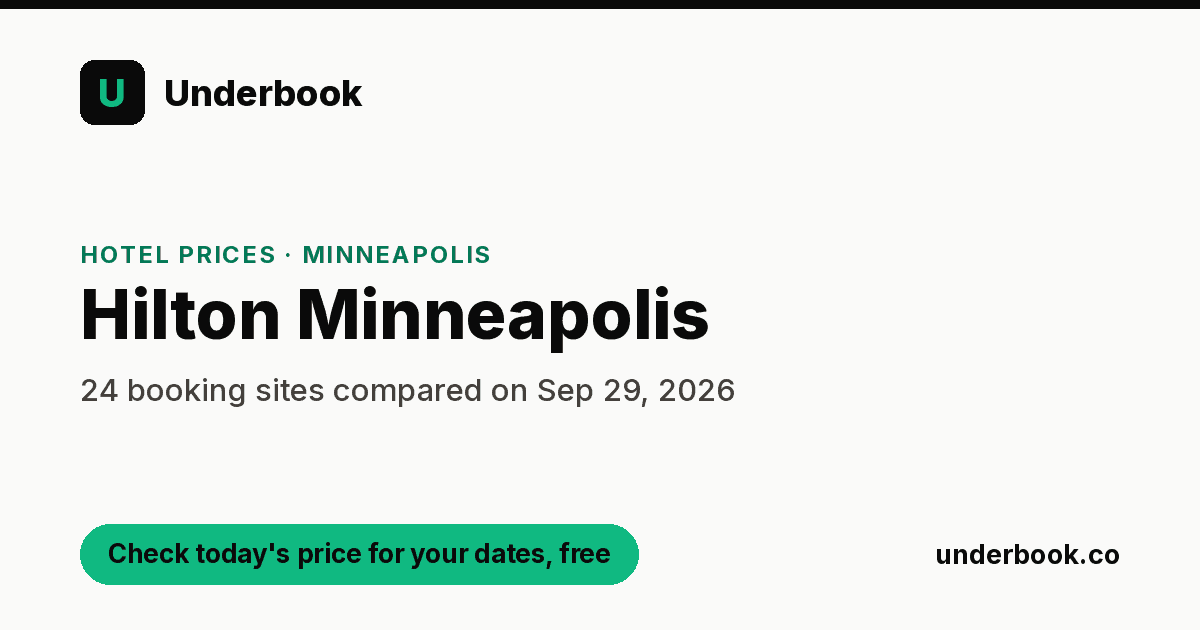 U Underbook
HOTEL PRICES · MINNEAPOLIS
Hilton Minneapolis
24 booking sites compared on Sep 29, 2026
Check today's price for your dates, free
underbook.co